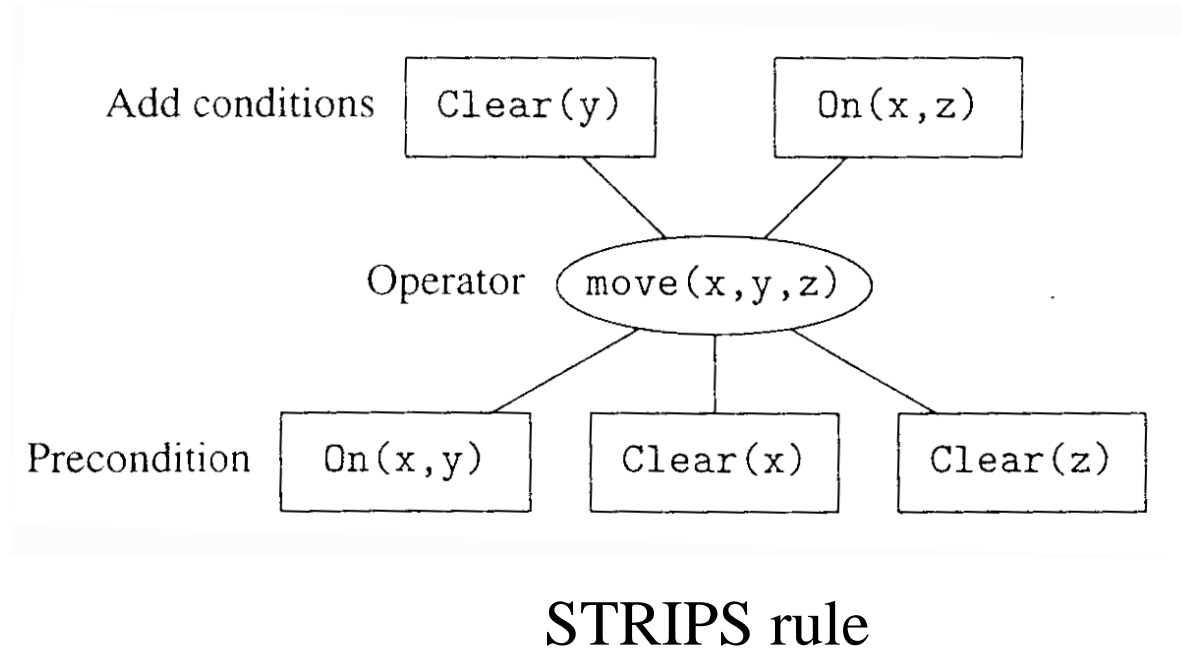 Add conditions Clear(y) On(x,z)
Operator move(x,y,z)
Precondition On(x,y) Clear(x) Clear(z)
STRIPS rule